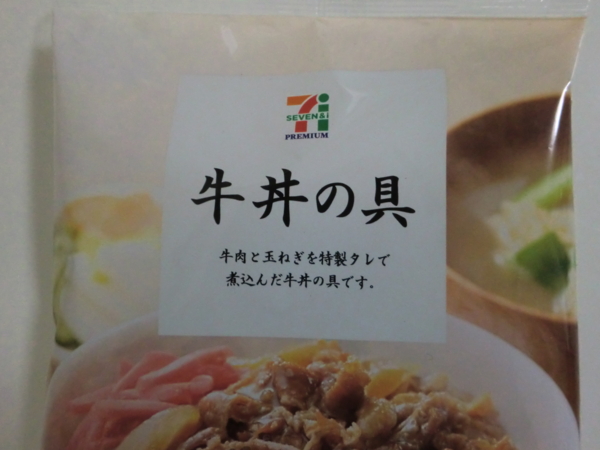 SEVEN&i
PREMIUM
牛丼の具
牛肉と玉ねぎを特製タレで
煮込んだ牛丼の具です。